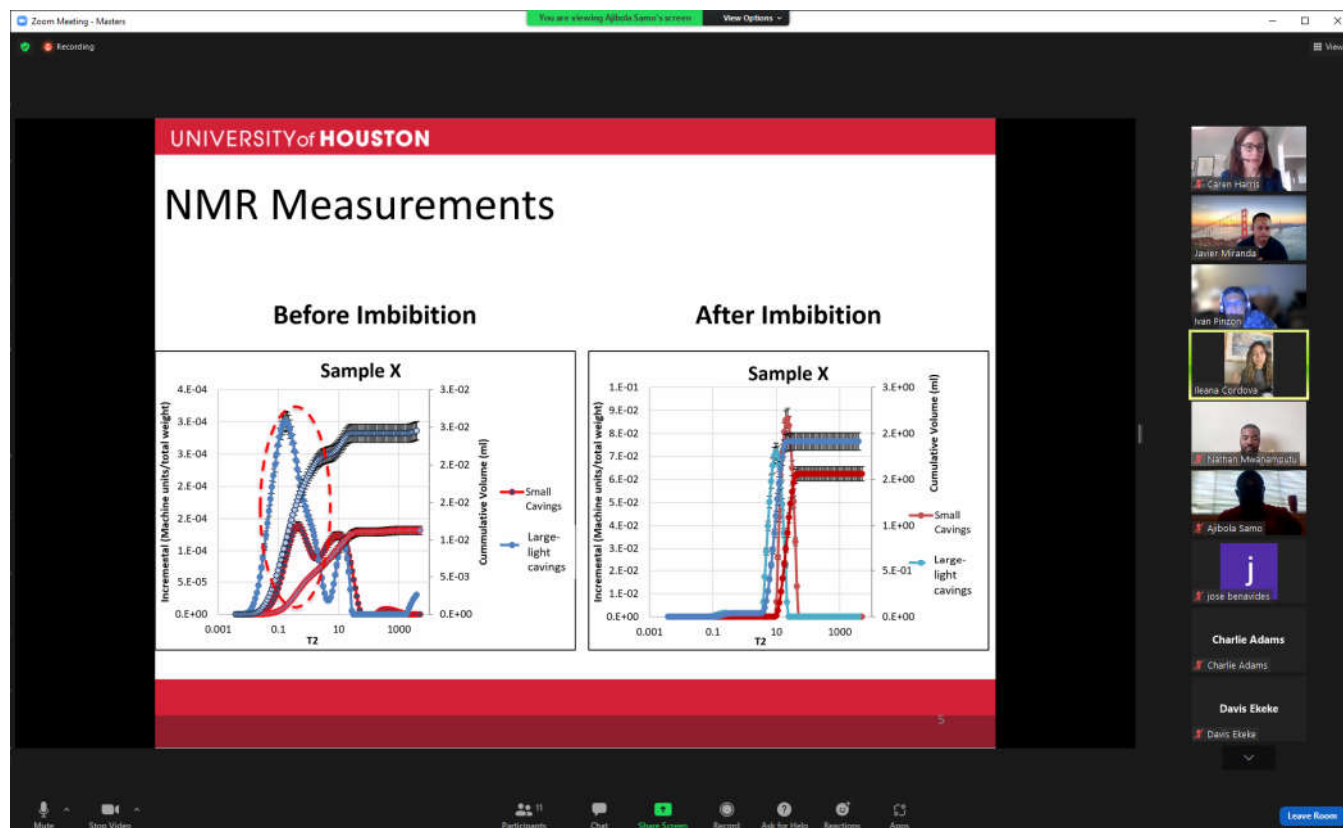 Zoom Meeting - Masters
You are viewing Ajibola Samo's screen
View Options
Recording
View
UNIVERSITY of HOUSTON
NMR Measurements
Before Imbibition
After Imbibition
Sample X
4.E-04
3.E-04
3.E-04
2.E-04
2.E-04
1.E-04
1.E-04
5.E-05
0.E+00
Incremental (Machine units/total weight)
3.E-02
3.E-02
2.E-02
2.E-02
1.E-02
5.E-03
0.E+00
Cummulative Volume (ml)
0.001
0.1
10
1000
T2
Small
Cavings
Large-
light
cavings
Sample X
1.E-01
9.E-02
8.E-02
7.E-02
6.E-02
5.E-02
4.E-02
3.E-02
2.E-02
1.E-02
0.E+00
Incremental (Machine units/total weight)
3.E+00
2.E+00
2.E+00
1.E+00
5.E-01
0.E+00
Cumulative Volume (ml)
0.001
0.1
10
1000
T2
Small
Cavings
Large-
light
cavings
5
Caren Harris
Javier Miranda
Ivan Pinzon
Ileana Cordova
Nathan Mwanamputu
Ajibola Samo
j
jose benavides
Charlie Adams
Charlie Adams
Davis Ekeke
Davis Ekeke
Mute
Stop Video
11
Participants
Chat
Share Screen
Record
Ask for Help
Reactions
Apps
Leave Room